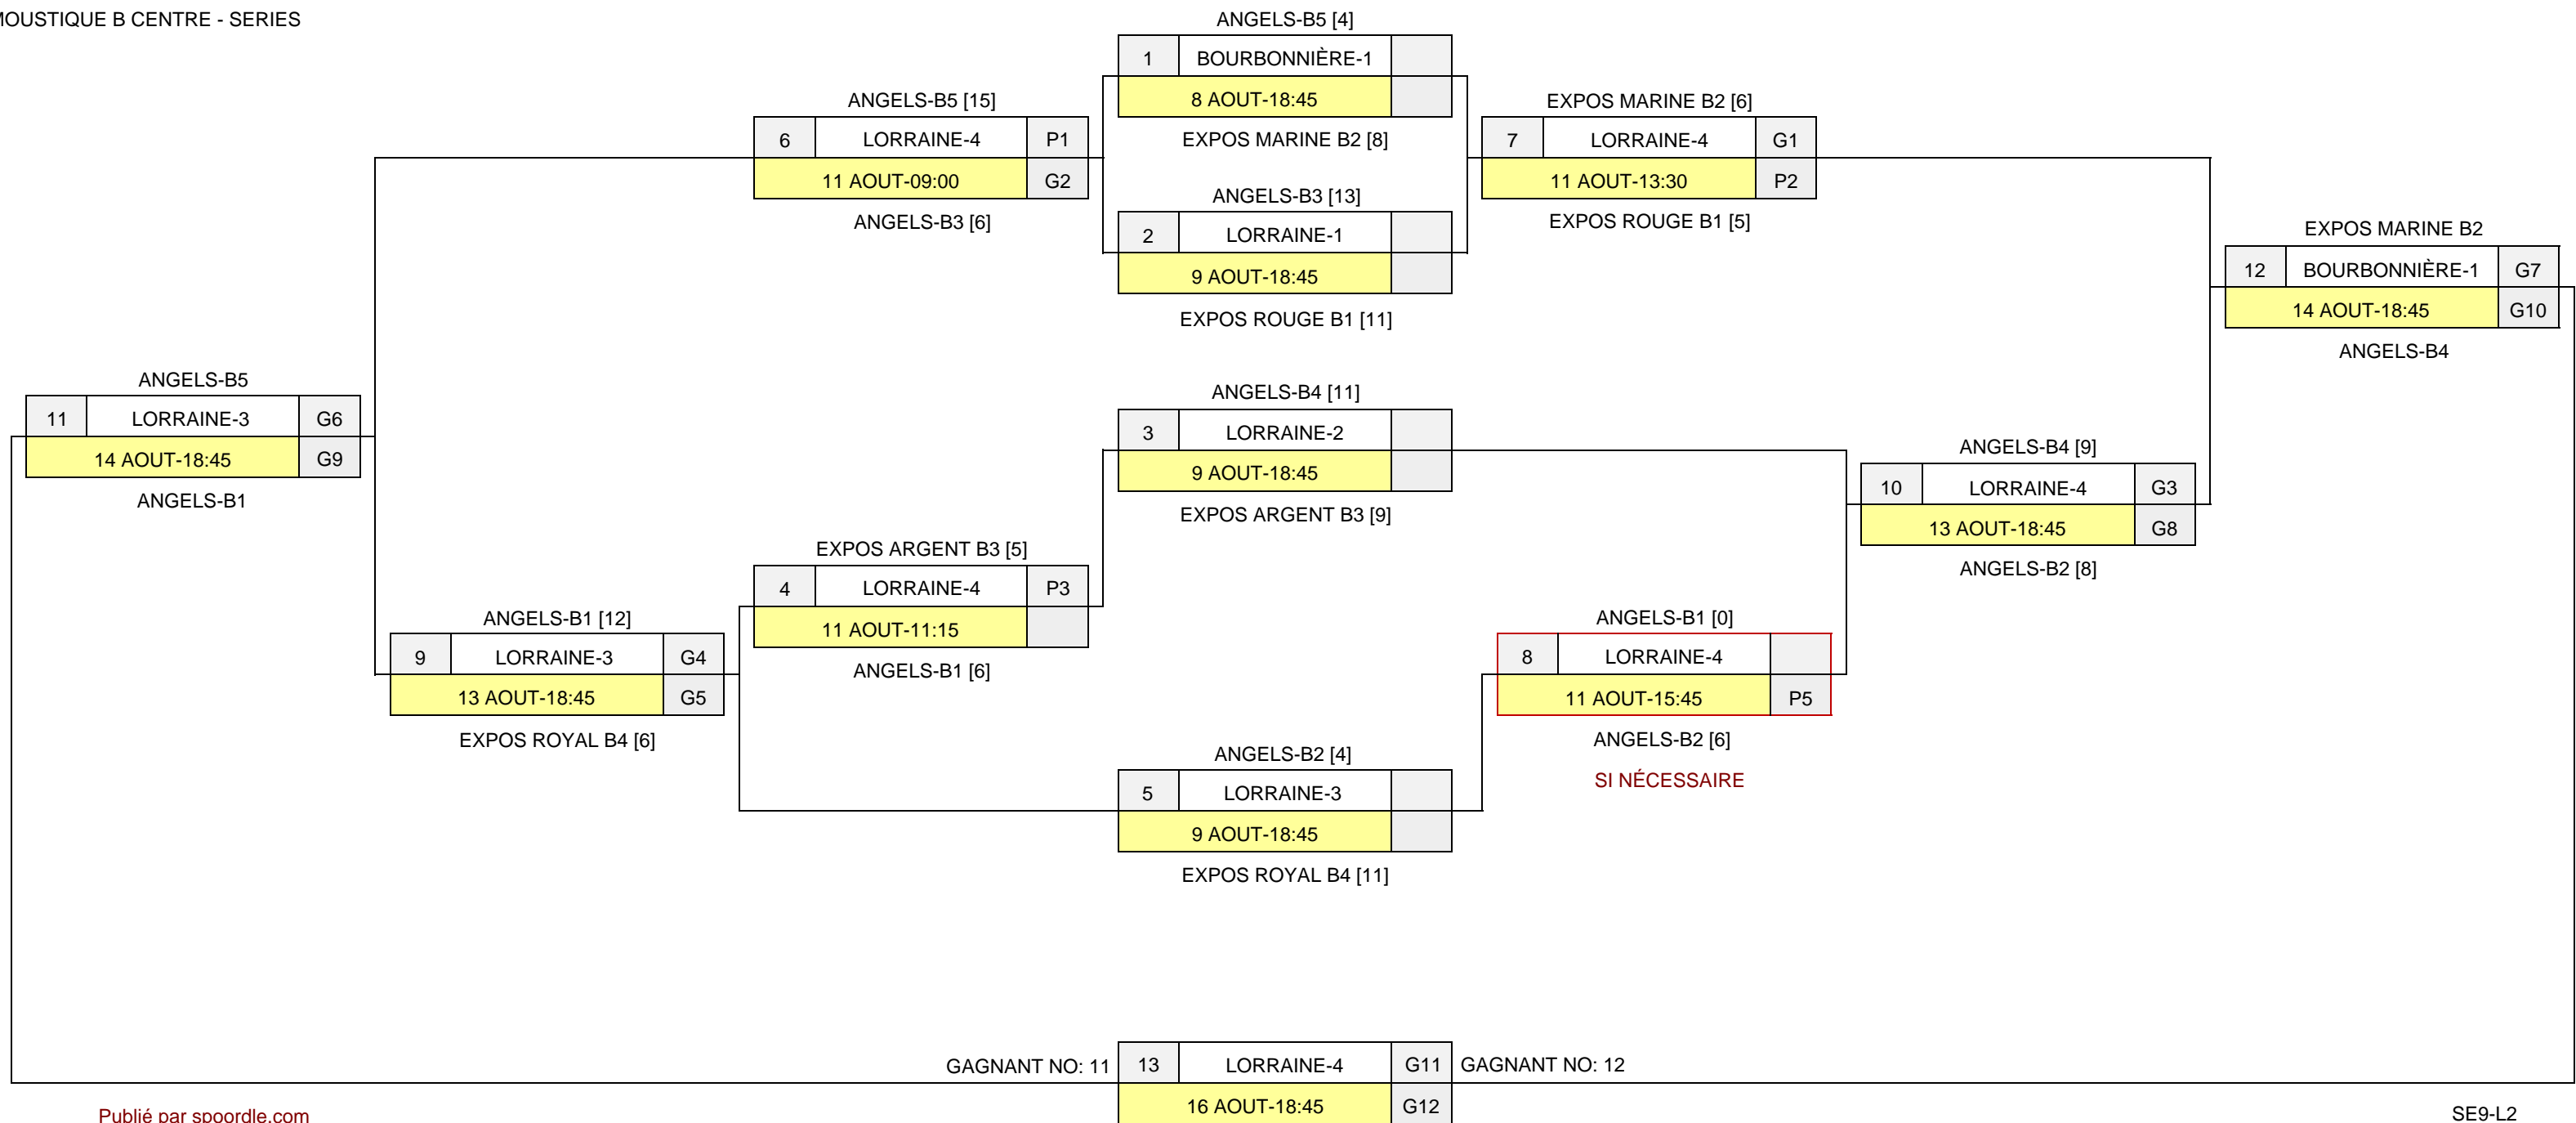 MOUSTIQUE B CENTRE - SERIES
ANGELS-B5 [4]
1 BOURBONNIÈRE-1
8 AOUT-18:45
EXPOS MARINE B2 [8]
ANGELS-B5 [15]
6 LORRAINE-4 P1
11 AOUT-09:00 G2
ANGELS-B3 [6]
EXPOS MARINE B2 [6]
7 LORRAINE-4 G1
11 AOUT-13:30 P2
EXPOS ROUGE B1 [5]
ANGELS-B3 [13]
2 LORRAINE-1
9 AOUT-18:45
EXPOS ROUGE B1 [11]
EXPOS MARINE B2
12 BOURBONNIÈRE-1 G7
14 AOUT-18:45 G10
ANGELS-B4
ANGELS-B5
11 LORRAINE-3 G6
14 AOUT-18:45 G9
ANGELS-B1
ANGELS-B4 [11]
3 LORRAINE-2
9 AOUT-18:45
EXPOS ARGENT B3 [9]
ANGELS-B4 [9]
10 LORRAINE-4 G3
13 AOUT-18:45 G8
ANGELS-B2 [8]
EXPOS ARGENT B3 [5]
4 LORRAINE-4 P3
11 AOUT-11:15
ANGELS-B1 [6]
ANGELS-B1 [12]
9 LORRAINE-3 G4
13 AOUT-18:45 G5
EXPOS ROYAL B4 [6]
ANGELS-B1 [0]
8 LORRAINE-4
11 AOUT-15:45 P5
ANGELS-B2 [6]
SI NÉCESSAIRE
ANGELS-B2 [4]
5 LORRAINE-3
9 AOUT-18:45
EXPOS ROYAL B4 [11]
GAGNANT NO: 11 13 LORRAINE-4 G11 GAGNANT NO: 12
16 AOUT-18:45 G12
Publié par spoordle.com
SE9-L2